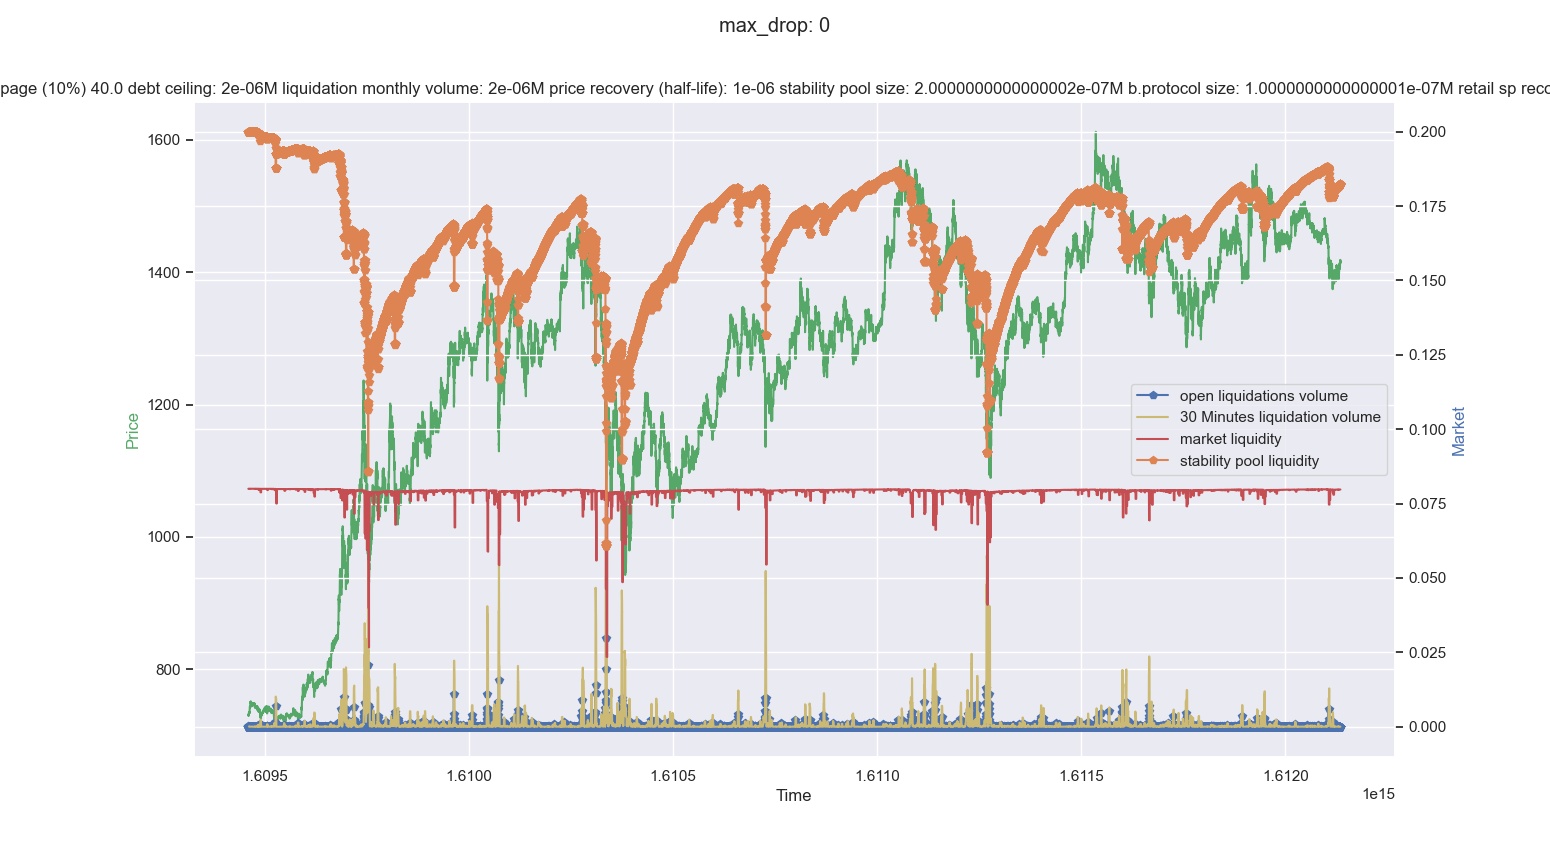 max_drop: 0
page (10%) 40.0 debt ceiling: 2e-06M liquidation monthly volume: 2e-06M price recovery (half-life): 1e-06 stability pool size: 2.0000000000000002e-07M b.protocol size: 1.0000000000000001e-07M retail sp reco
1600
1400
1200
1000
800
Price
0.200
0.175
0.150
0.125
0.100
0.075
0.050
0.025
0.000
Market
open liquidations volume
30 Minutes liquidation volume
market liquidity
stability pool liquidity
1.6095 1.6100 1.6105 1.6110 1.6115 1.6120
Time
1e15